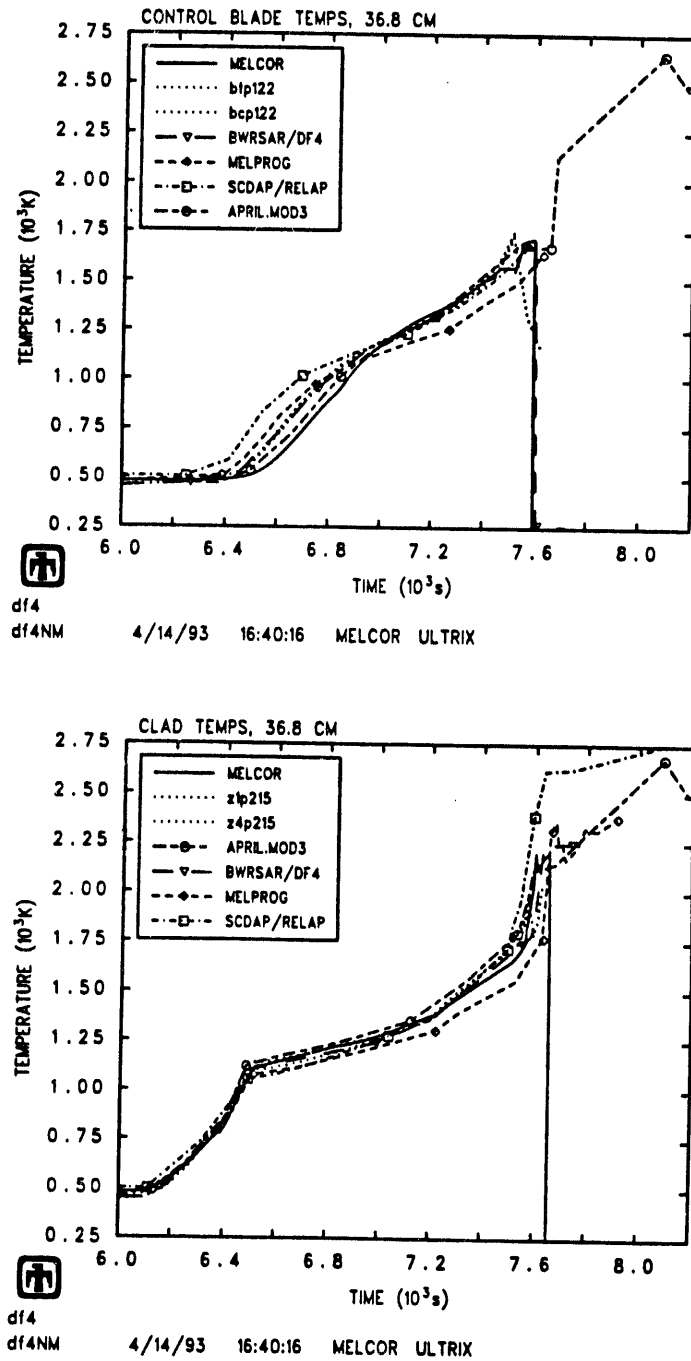 CONTROL BLADE TEMPS, 36.8 CM
2.75
2.50
2.25
2.00
1.75
1.50
1.25
1.00
0.75
0.50
0.25
TEMPERATURE (10³K)
MELCOR
btp122
bcp122
BWRSAR/DF4
MELPROG
SCDAP/RELAP
APRIL.MOD3
6.0 6.4 6.8 7.2 7.6 8.0
TIME (10³s)
df4
df4NM 4/14/93 16:40:16 MELCOR ULTRIX
CLAD TEMPS, 36.8 CM
2.75
2.50
2.25
2.00
1.75
1.50
1.25
1.00
0.75
0.50
0.25
TEMPERATURE (10³K)
MELCOR
z1p215
z4p215
APRIL.MOD3
BWRSAR/DF4
MELPROG
SCDAP/RELAP
6.0 6.4 6.8 7.2 7.6 8.0
TIME (10³s)
df4
df4NM 4/14/93 16:40:16 MELCOR ULTRIX